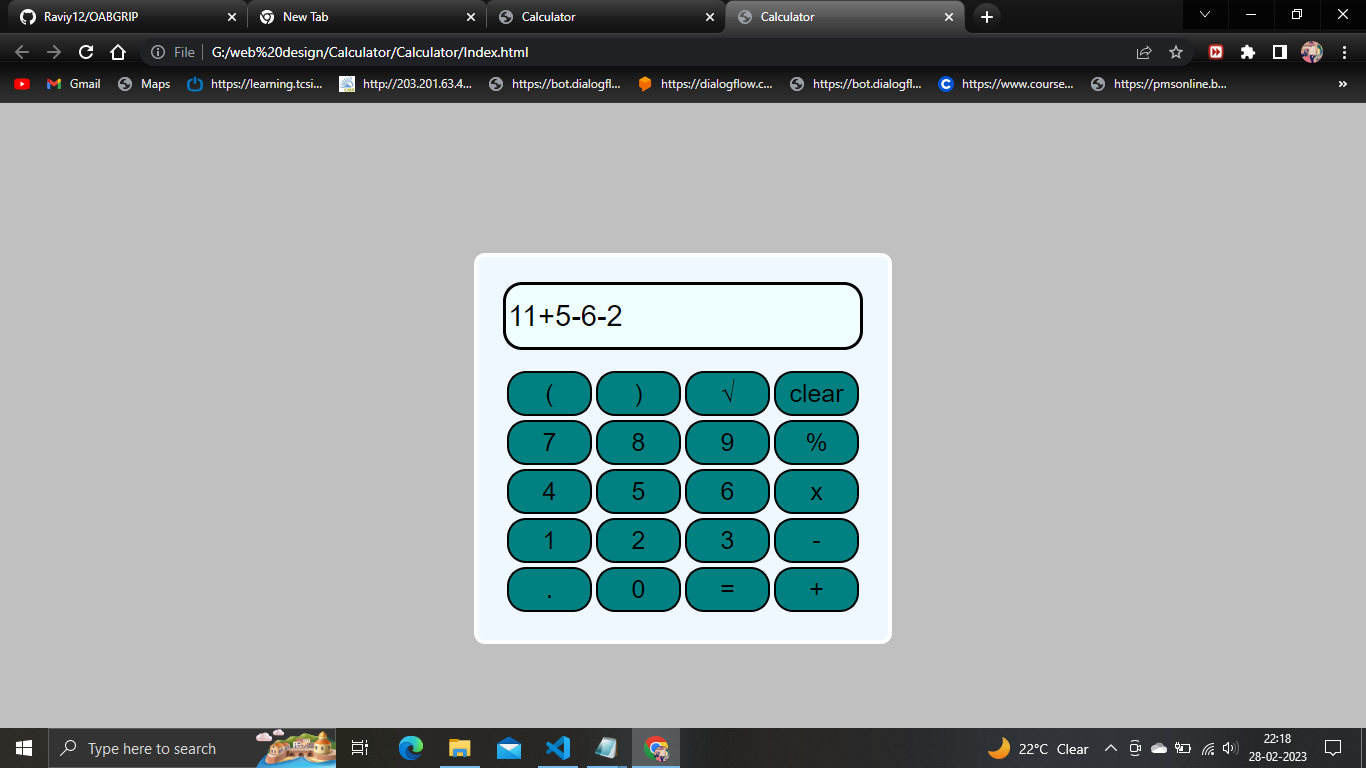 Raviy12/OABGRIP New Tab Calculator Calculator
File G:/web%20design/Calculator/Calculator/Index.html
Gmail Maps https://learning.tcsi... http://203.201.63.4... https://bot.dialogfl... https://dialogflow.c... https://bot.dialogfl... https://www.course... https://pmsonline.b... »
11+5-6-2
( ) √ clear
7 8 9 %
4 5 6 x
1 2 3 -
. 0 = +
Type here to search 22°C Clear 22:18
28-02-2023